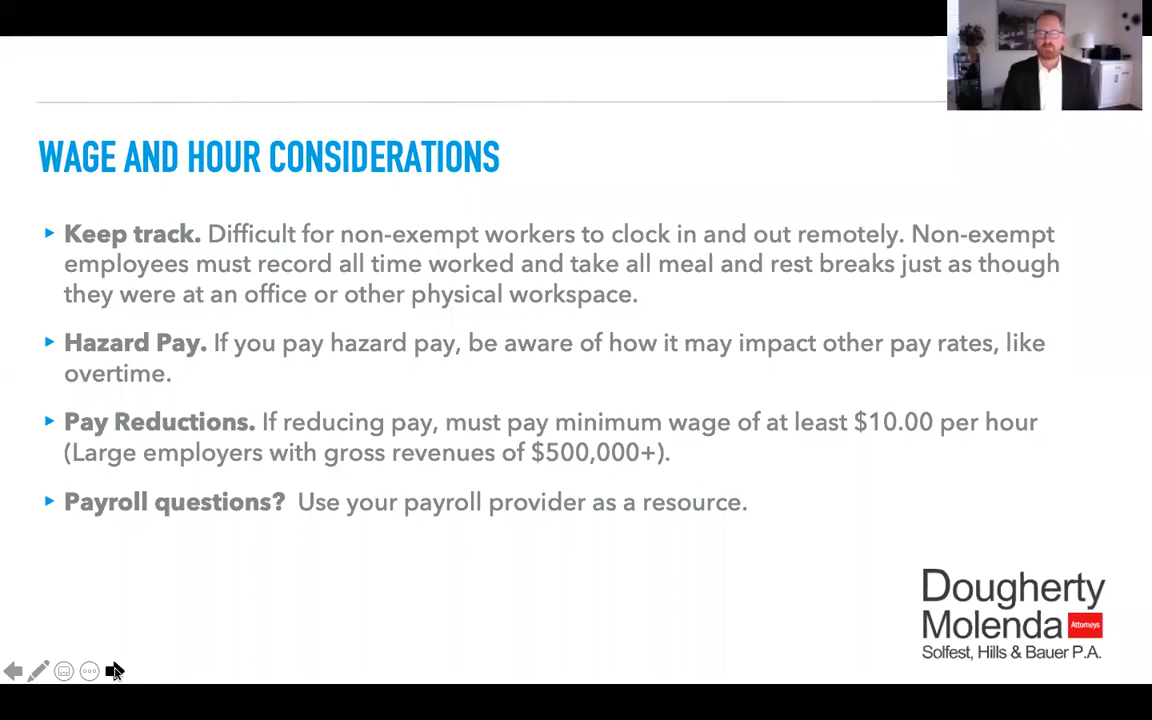 WAGE AND HOUR CONSIDERATIONS
Keep track. Difficult for non-exempt workers to clock in and out remotely. Non-exempt
employees must record all time worked and take all meal and rest breaks just as though
they were at an office or other physical workspace.
Hazard Pay. If you pay hazard pay, be aware of how it may impact other pay rates, like
overtime.
Pay Reductions. If reducing pay, must pay minimum wage of at least $10.00 per hour
(Large employers with gross revenues of $500,000+).
Payroll questions? Use your payroll provider as a resource.
Dougherty
Molenda Attorneys
Solfest, Hills & Bauer P.A.